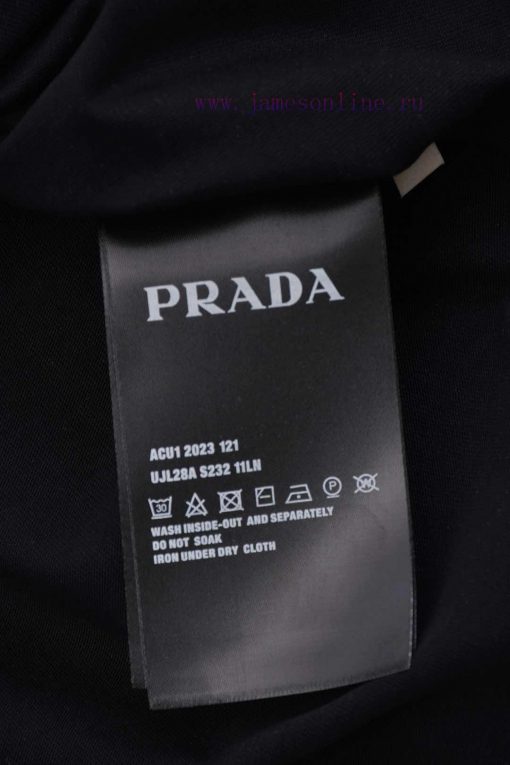 www.jamesonline.ru
PRADA
ACU1 2023 121
UJL28A S232 11LN
30 P W
WASH INSIDE-OUT AND SEPARATELY
DO NOT SOAK
IRON UNDER DRY CLOTH